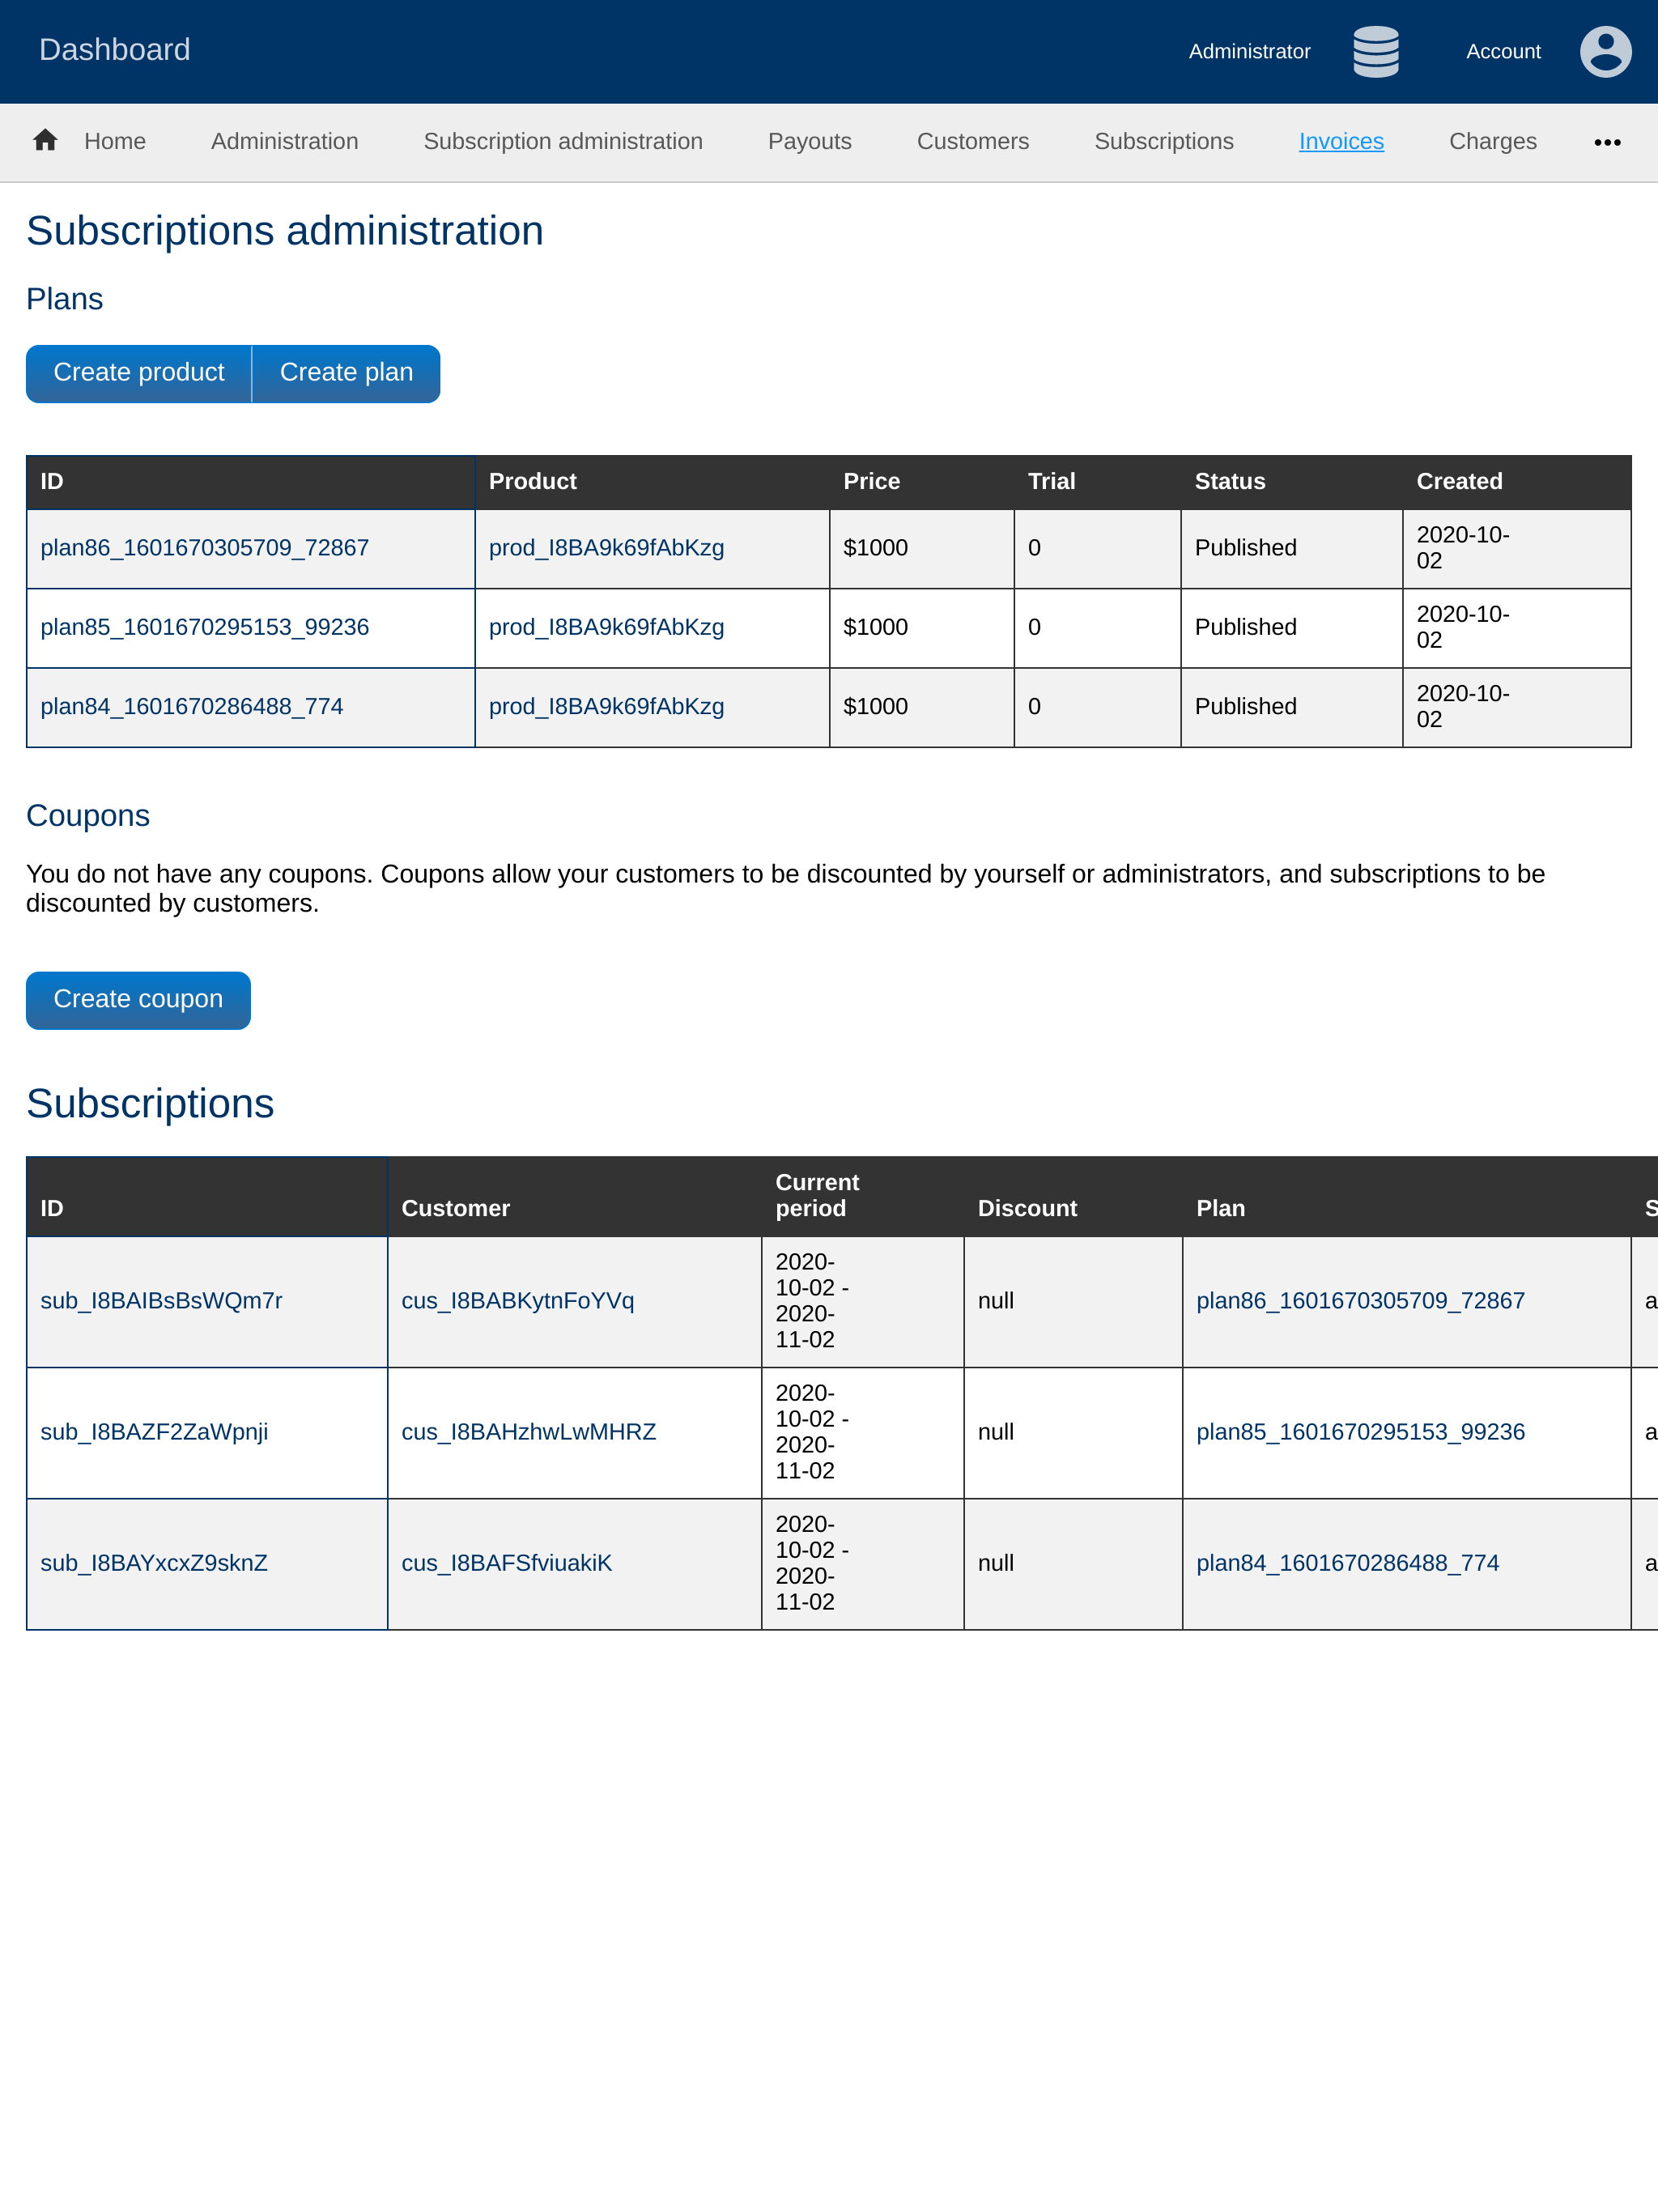 Dashboard
Administrator
Account
Home Administration Subscription administration Payouts Customers Subscriptions Invoices Charges •••
Subscriptions administration
Plans
Create product Create plan
ID Product Price Trial Status Created
plan86_1601670305709_72867 prod_I8BA9k69fAbKzg $1000 0 Published 2020-10-
02
plan85_1601670295153_99236 prod_I8BA9k69fAbKzg $1000 0 Published 2020-10-
02
plan84_1601670286488_774 prod_I8BA9k69fAbKzg $1000 0 Published 2020-10-
02
Coupons
You do not have any coupons. Coupons allow your customers to be discounted by yourself or administrators, and subscriptions to be
discounted by customers.
Create coupon
Subscriptions
ID Customer Current
period Discount Plan S
sub_I8BAIBsBsWQm7r cus_I8BABKytnFoYVq 2020-
10-02 -
2020-
11-02 null plan86_1601670305709_72867 a
sub_I8BAZF2ZaWpnji cus_I8BAHzhwLwMHRZ 2020-
10-02 -
2020-
11-02 null plan85_1601670295153_99236 a
sub_I8BAYxcxZ9sknZ cus_I8BAFSfviuakiK 2020-
10-02 -
2020-
11-02 null plan84_1601670286488_774 a